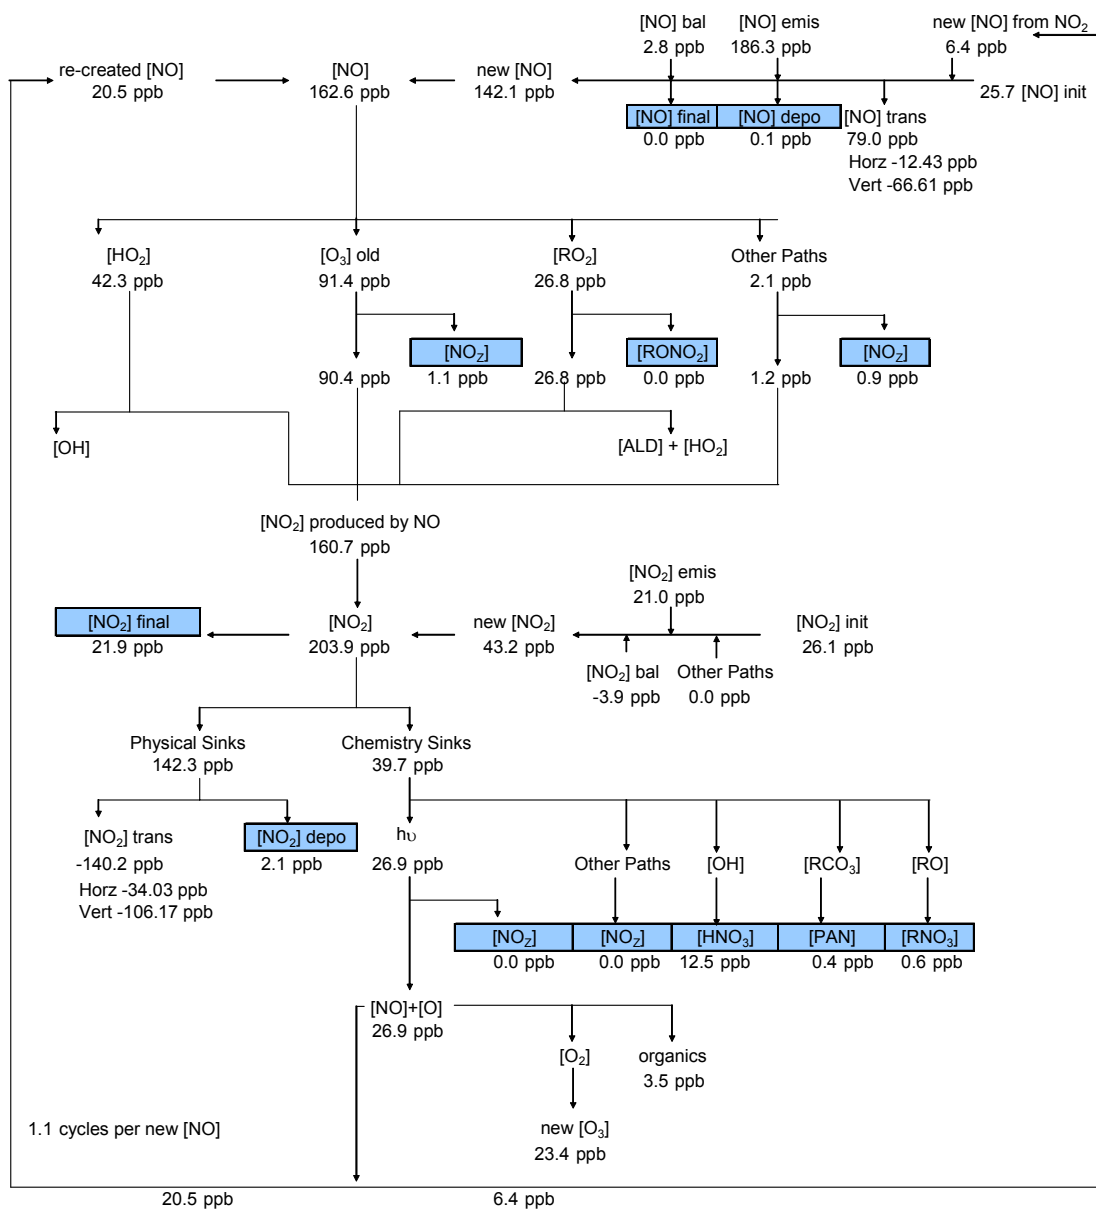 [NO] bal
2.8 ppb
[NO] emis
186.3 ppb
new [NO] from NO₂
6.4 ppb
re-created [NO]
20.5 ppb
[NO]
162.6 ppb
new [NO]
142.1 ppb
25.7 [NO] init
[NO] final
0.0 ppb
[NO] depo
0.1 ppb
[NO] trans
79.0 ppb
Horz -12.43 ppb
Vert -66.61 ppb
[HO₂]
42.3 ppb
[O₃] old
91.4 ppb
[RO₂]
26.8 ppb
Other Paths
2.1 ppb
[NO_Z]
1.1 ppb
[RONO₂]
0.0 ppb
[NO_Z]
0.9 ppb
90.4 ppb
26.8 ppb
1.2 ppb
[OH]
[ALD] + [HO₂]
[NO₂] produced by NO
160.7 ppb
[NO₂] emis
21.0 ppb
[NO₂] final
21.9 ppb
[NO₂]
203.9 ppb
new [NO₂]
43.2 ppb
[NO₂] init
26.1 ppb
[NO₂] bal
-3.9 ppb
Other Paths
0.0 ppb
Physical Sinks
142.3 ppb
Chemistry Sinks
39.7 ppb
[NO₂] trans
-140.2 ppb
Horz -34.03 ppb
Vert -106.17 ppb
[NO₂] depo
2.1 ppb
hυ
26.9 ppb
Other Paths
[OH]
[RCO₃]
[RO]
[NO_Z]
0.0 ppb
[NO_Z]
0.0 ppb
[HNO₃]
12.5 ppb
[PAN]
0.4 ppb
[RNO₃]
0.6 ppb
[NO]+[O]
26.9 ppb
[O₂]
organics
3.5 ppb
new [O₃]
23.4 ppb
1.1 cycles per new [NO]
20.5 ppb
6.4 ppb